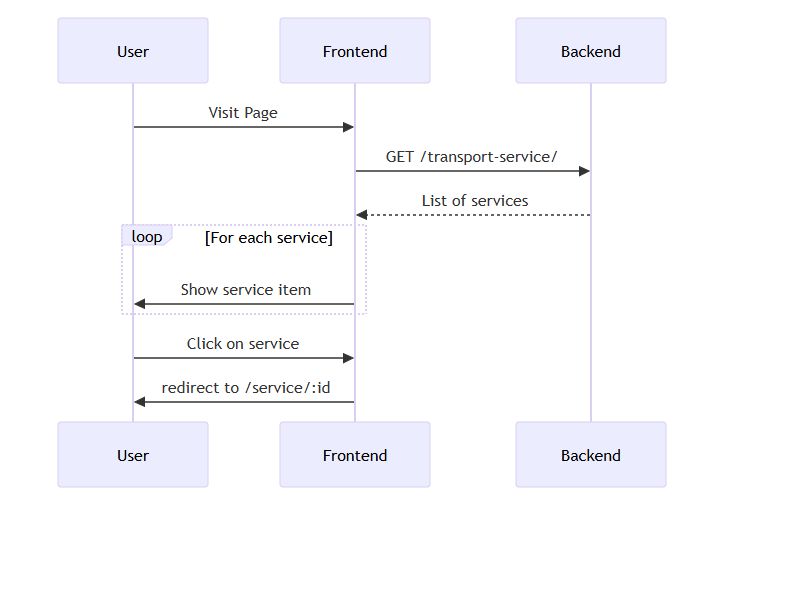 User
Frontend
Backend
Visit Page
GET /transport-service/
List of services
loop
[For each service]
Show service item
Click on service
redirect to /service/:id
User
Frontend
Backend